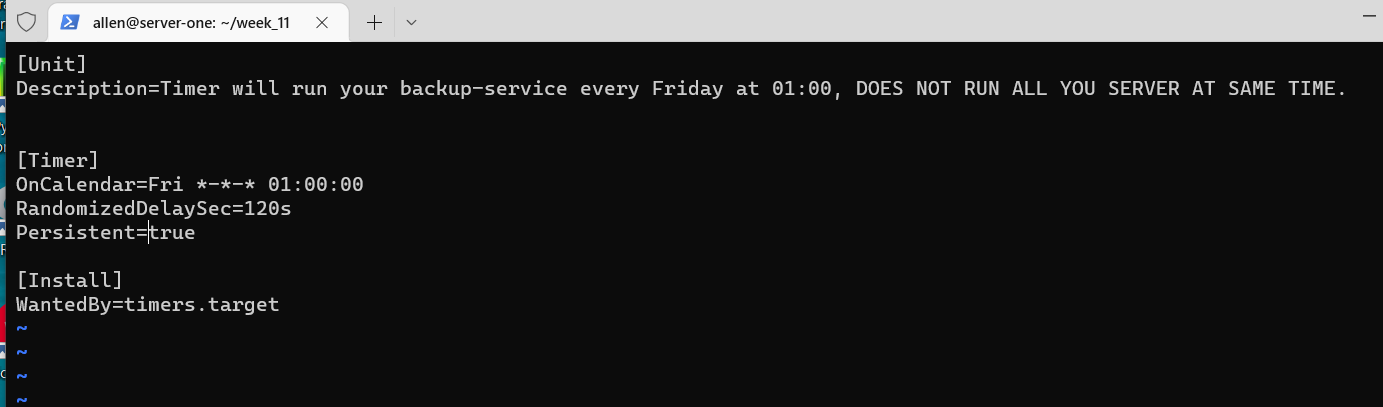 allen@server-one: ~/week_11
[Unit]
Description=Timer will run your backup-service every Friday at 01:00, DOES NOT RUN ALL YOU SERVER AT SAME TIME.
[Timer]
OnCalendar=Fri *-*-* 01:00:00
RandomizedDelaySec=120s
Persistent=true
[Install]
WantedBy=timers.target
~
~
~
~